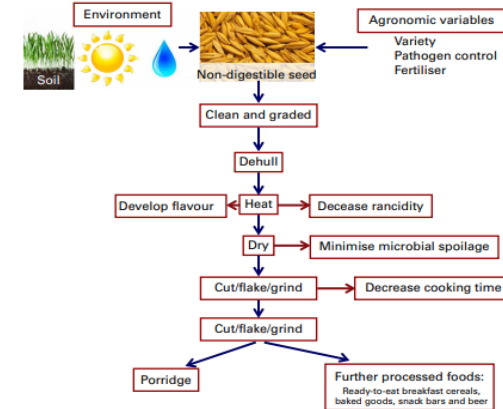 Environment
Agronomic variables
Variety
Pathogen control
Fertiliser
Soil
Non-digestible seed
Clean and graded
Dehull
Develop flavour
Heat
Decease rancidity
Dry
Minimise microbial spoilage
Cut/flake/grind
Decrease cooking time
Cut/flake/grind
Porridge
Further processed foods:
Ready-to-eat breakfast cereals,
baked goods, snack bars and beer